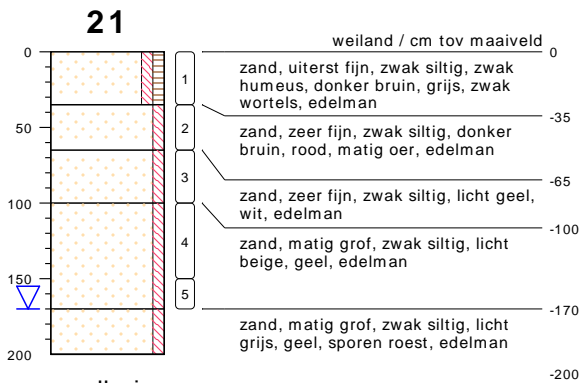 21
weiland / cm tov maaiveld
0
0
1
zand, uiterst fijn, zwak siltig, zwak
humeus, donker bruin, grijs, zwak
wortels, edelman
-35
50
2
zand, zeer fijn, zwak siltig, donker
bruin, rood, matig oer, edelman
-65
3
zand, zeer fijn, zwak siltig, licht geel,
wit, edelman
100
-100
4
zand, matig grof, zwak siltig, licht
beige, geel, edelman
150
5
-170
zand, matig grof, zwak siltig, licht
grijs, geel, sporen roest, edelman
200
-200